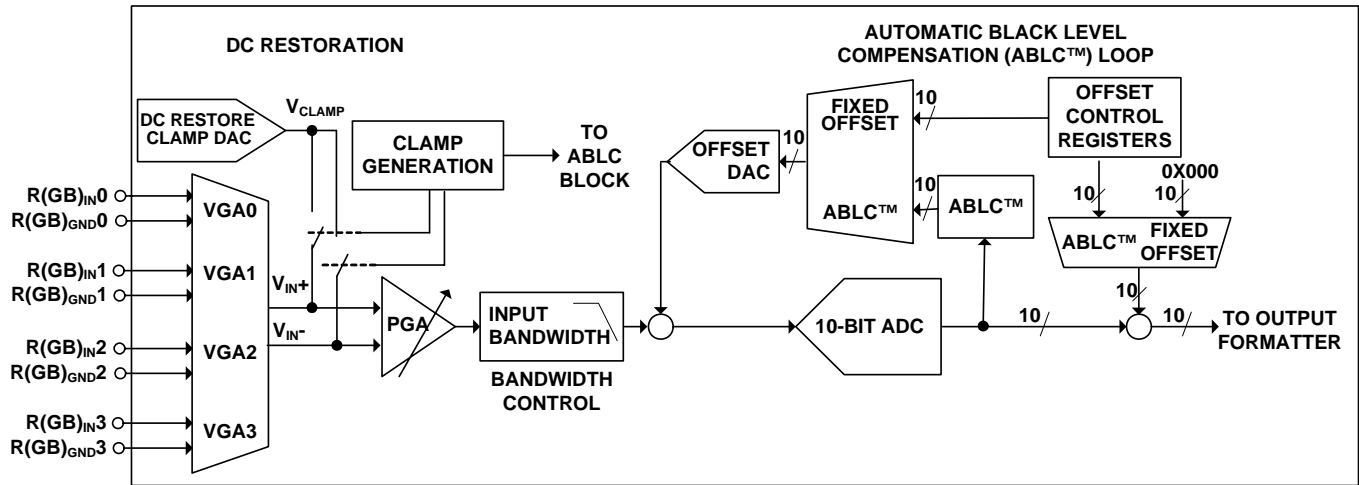 DC RESTORATION
AUTOMATIC BLACK LEVEL
COMPENSATION (ABLC™) LOOP
DC RESTORE
CLAMP DAC
V_CLAMP
CLAMP
GENERATION
TO
ABLC
BLOCK
OFFSET
DAC
10
FIXED
OFFSET
ABLC™
10
10
ABLC™
OFFSET
CONTROL
REGISTERS
10
0X000
10
ABLC™
FIXED
OFFSET
10
R(GB)IN0
R(GB)GND0
R(GB)IN1
R(GB)GND1
R(GB)IN2
R(GB)GND2
R(GB)IN3
R(GB)GND3
VGA0
VGA1
VGA2
VGA3
VIN+
VIN-
PGA
INPUT
BANDWIDTH
BANDWIDTH
CONTROL
10-BIT ADC
10
10
TO OUTPUT
FORMATTER